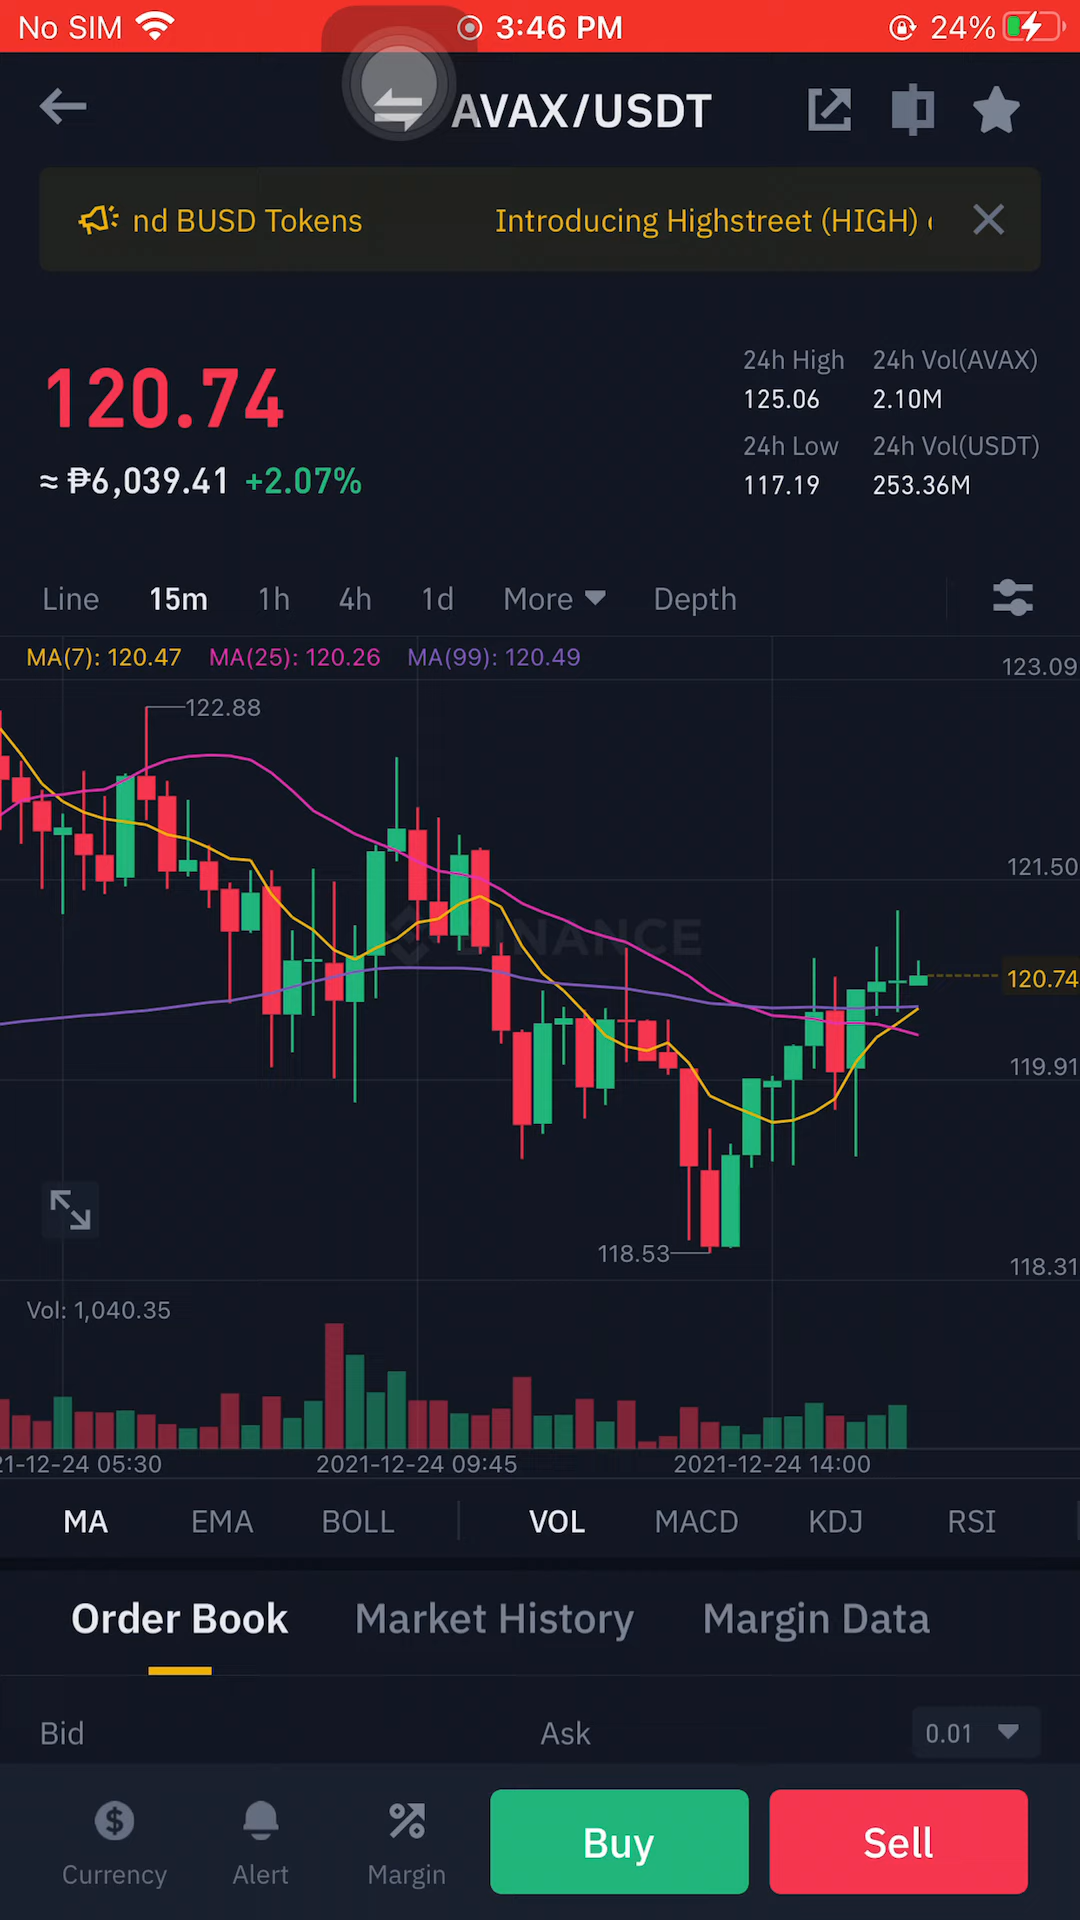 No SIM 3:46 PM 24%
AVAX/USDT
nd BUSD Tokens Introducing Highstreet (HIGH)
120.74
≈ ₱6,039.41 +2.07%
24h High 24h Vol(AVAX)
125.06 2.10M
24h Low 24h Vol(USDT)
117.19 253.36M
Line 15m 1h 4h 1d More Depth
MA(7): 120.47 MA(25): 120.26 MA(99): 120.49
123.09
122.88
121.50
BINANCE
120.74
119.91
118.53
118.31
Vol: 1,040.35
21-12-24 05:30 2021-12-24 09:45 2021-12-24 14:00
MA EMA BOLL VOL MACD KDJ RSI
Order Book Market History Margin Data
Bid Ask 0.01
Currency Alert Margin Buy Sell